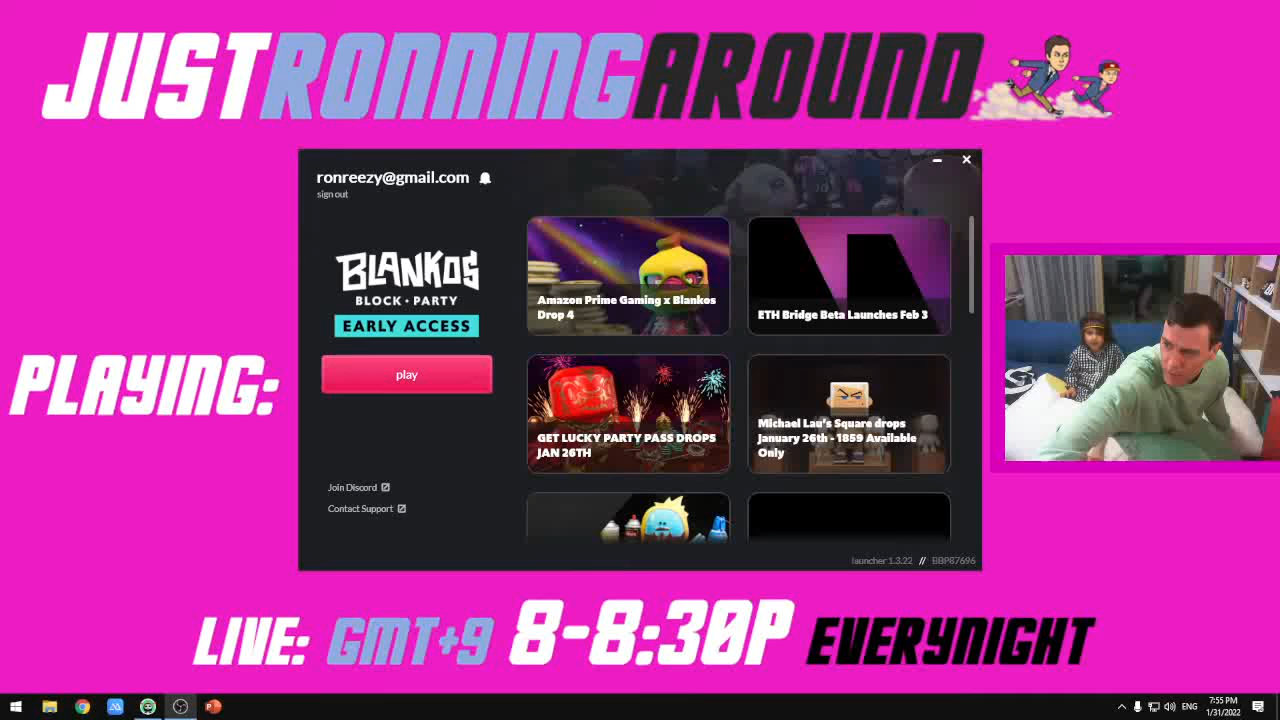 JUSTRONNINGAROUND
ronreezy@gmail.com
sign out
BLANKOS
BLOCK • PARTY
EARLY ACCESS
play
Join Discord
Contact Support
Amazon Prime Gaming x Blankos
Drop 4
ETH Bridge Beta Launches Feb 3
GET LUCKY PARTY PASS DROPS
JAN 26TH
Michael Lau's Square drops
January 26th - 1859 Available
Only
launcher 1.3.22 // BBP87696
PLAYING:
LIVE: GMT+9 8-8:30P EVERYNIGHT
ENG
7:55 PM
1/31/2022